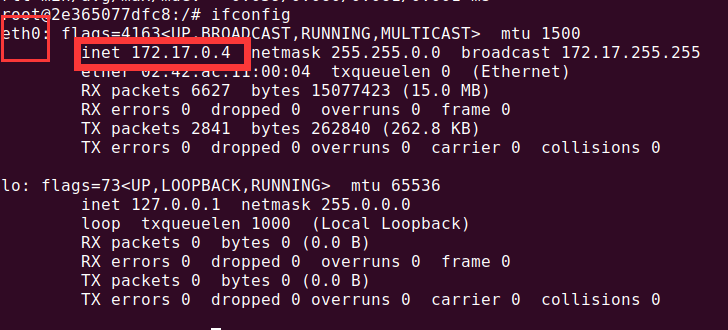 root@2e365077dfc8:/# ifconfig
eth0: flags=4163<UP,BROADCAST,RUNNING,MULTICAST>  mtu 1500
        inet 172.17.0.4  netmask 255.255.0.0  broadcast 172.17.255.255
        ether 02:42:ac:11:00:04  txqueuelen 0  (Ethernet)
        RX packets 6627  bytes 15077423 (15.0 MB)
        RX errors 0  dropped 0  overruns 0  frame 0
        TX packets 2841  bytes 262840 (262.8 KB)
        TX errors 0  dropped 0 overruns 0  carrier 0  collisions 0
lo: flags=73<UP,LOOPBACK,RUNNING>  mtu 65536
        inet 127.0.0.1  netmask 255.0.0.0
        loop  txqueuelen 1000  (Local Loopback)
        RX packets 0  bytes 0 (0.0 B)
        RX errors 0  dropped 0  overruns 0  frame 0
        TX packets 0  bytes 0 (0.0 B)
        TX errors 0  dropped 0 overruns 0  carrier 0  collisions 0